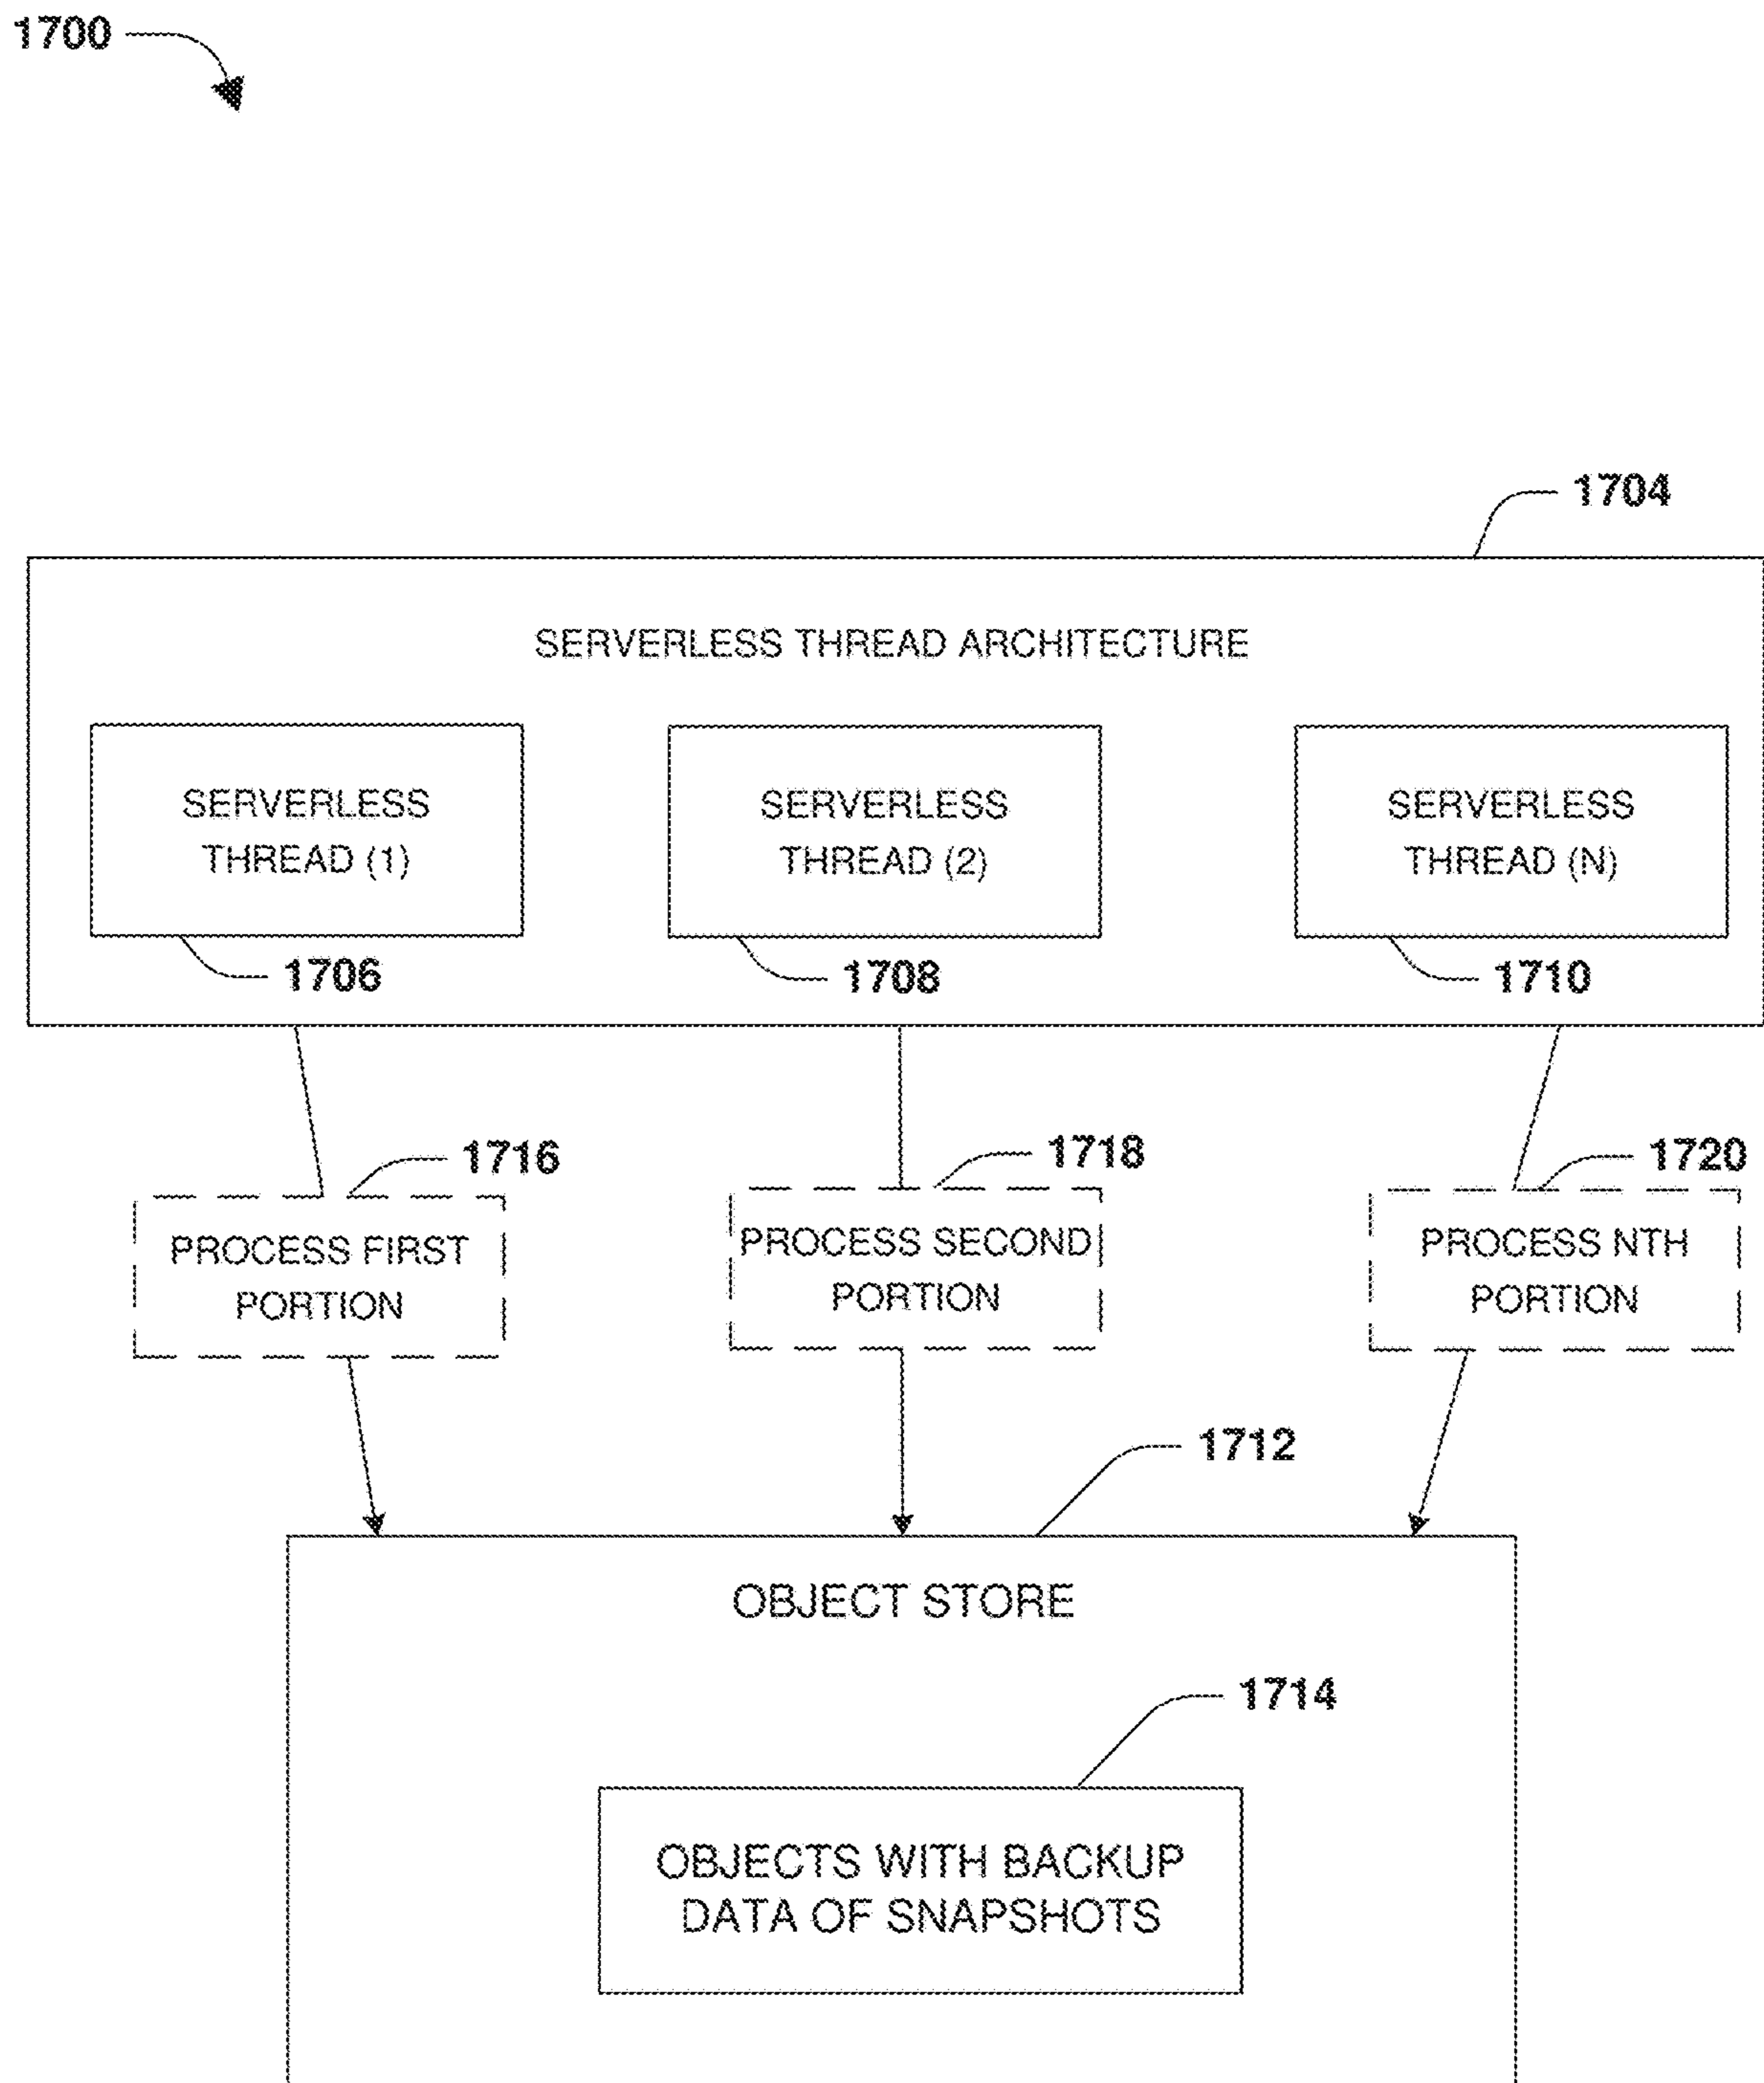 1700
1704
SERVERLESS THREAD ARCHITECTURE
SERVERLESS
THREAD (1)
SERVERLESS
THREAD (2)
SERVERLESS
THREAD (N)
1706
1708
1710
1716
1718
1720
PROCESS FIRST
PORTION
PROCESS SECOND
PORTION
PROCESS NTH
PORTION
1712
OBJECT STORE
1714
OBJECTS WITH BACKUP
DATA OF SNAPSHOTS